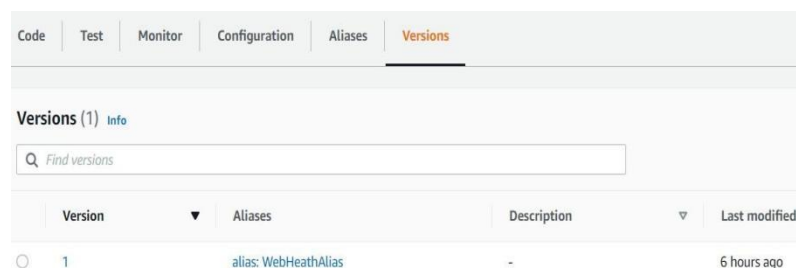 Code Test Monitor Configuration Aliases Versions
Versions (1) Info
Find versions
Version Aliases Description Last modified
1 alias: WebHeathAlias - 6 hours ago